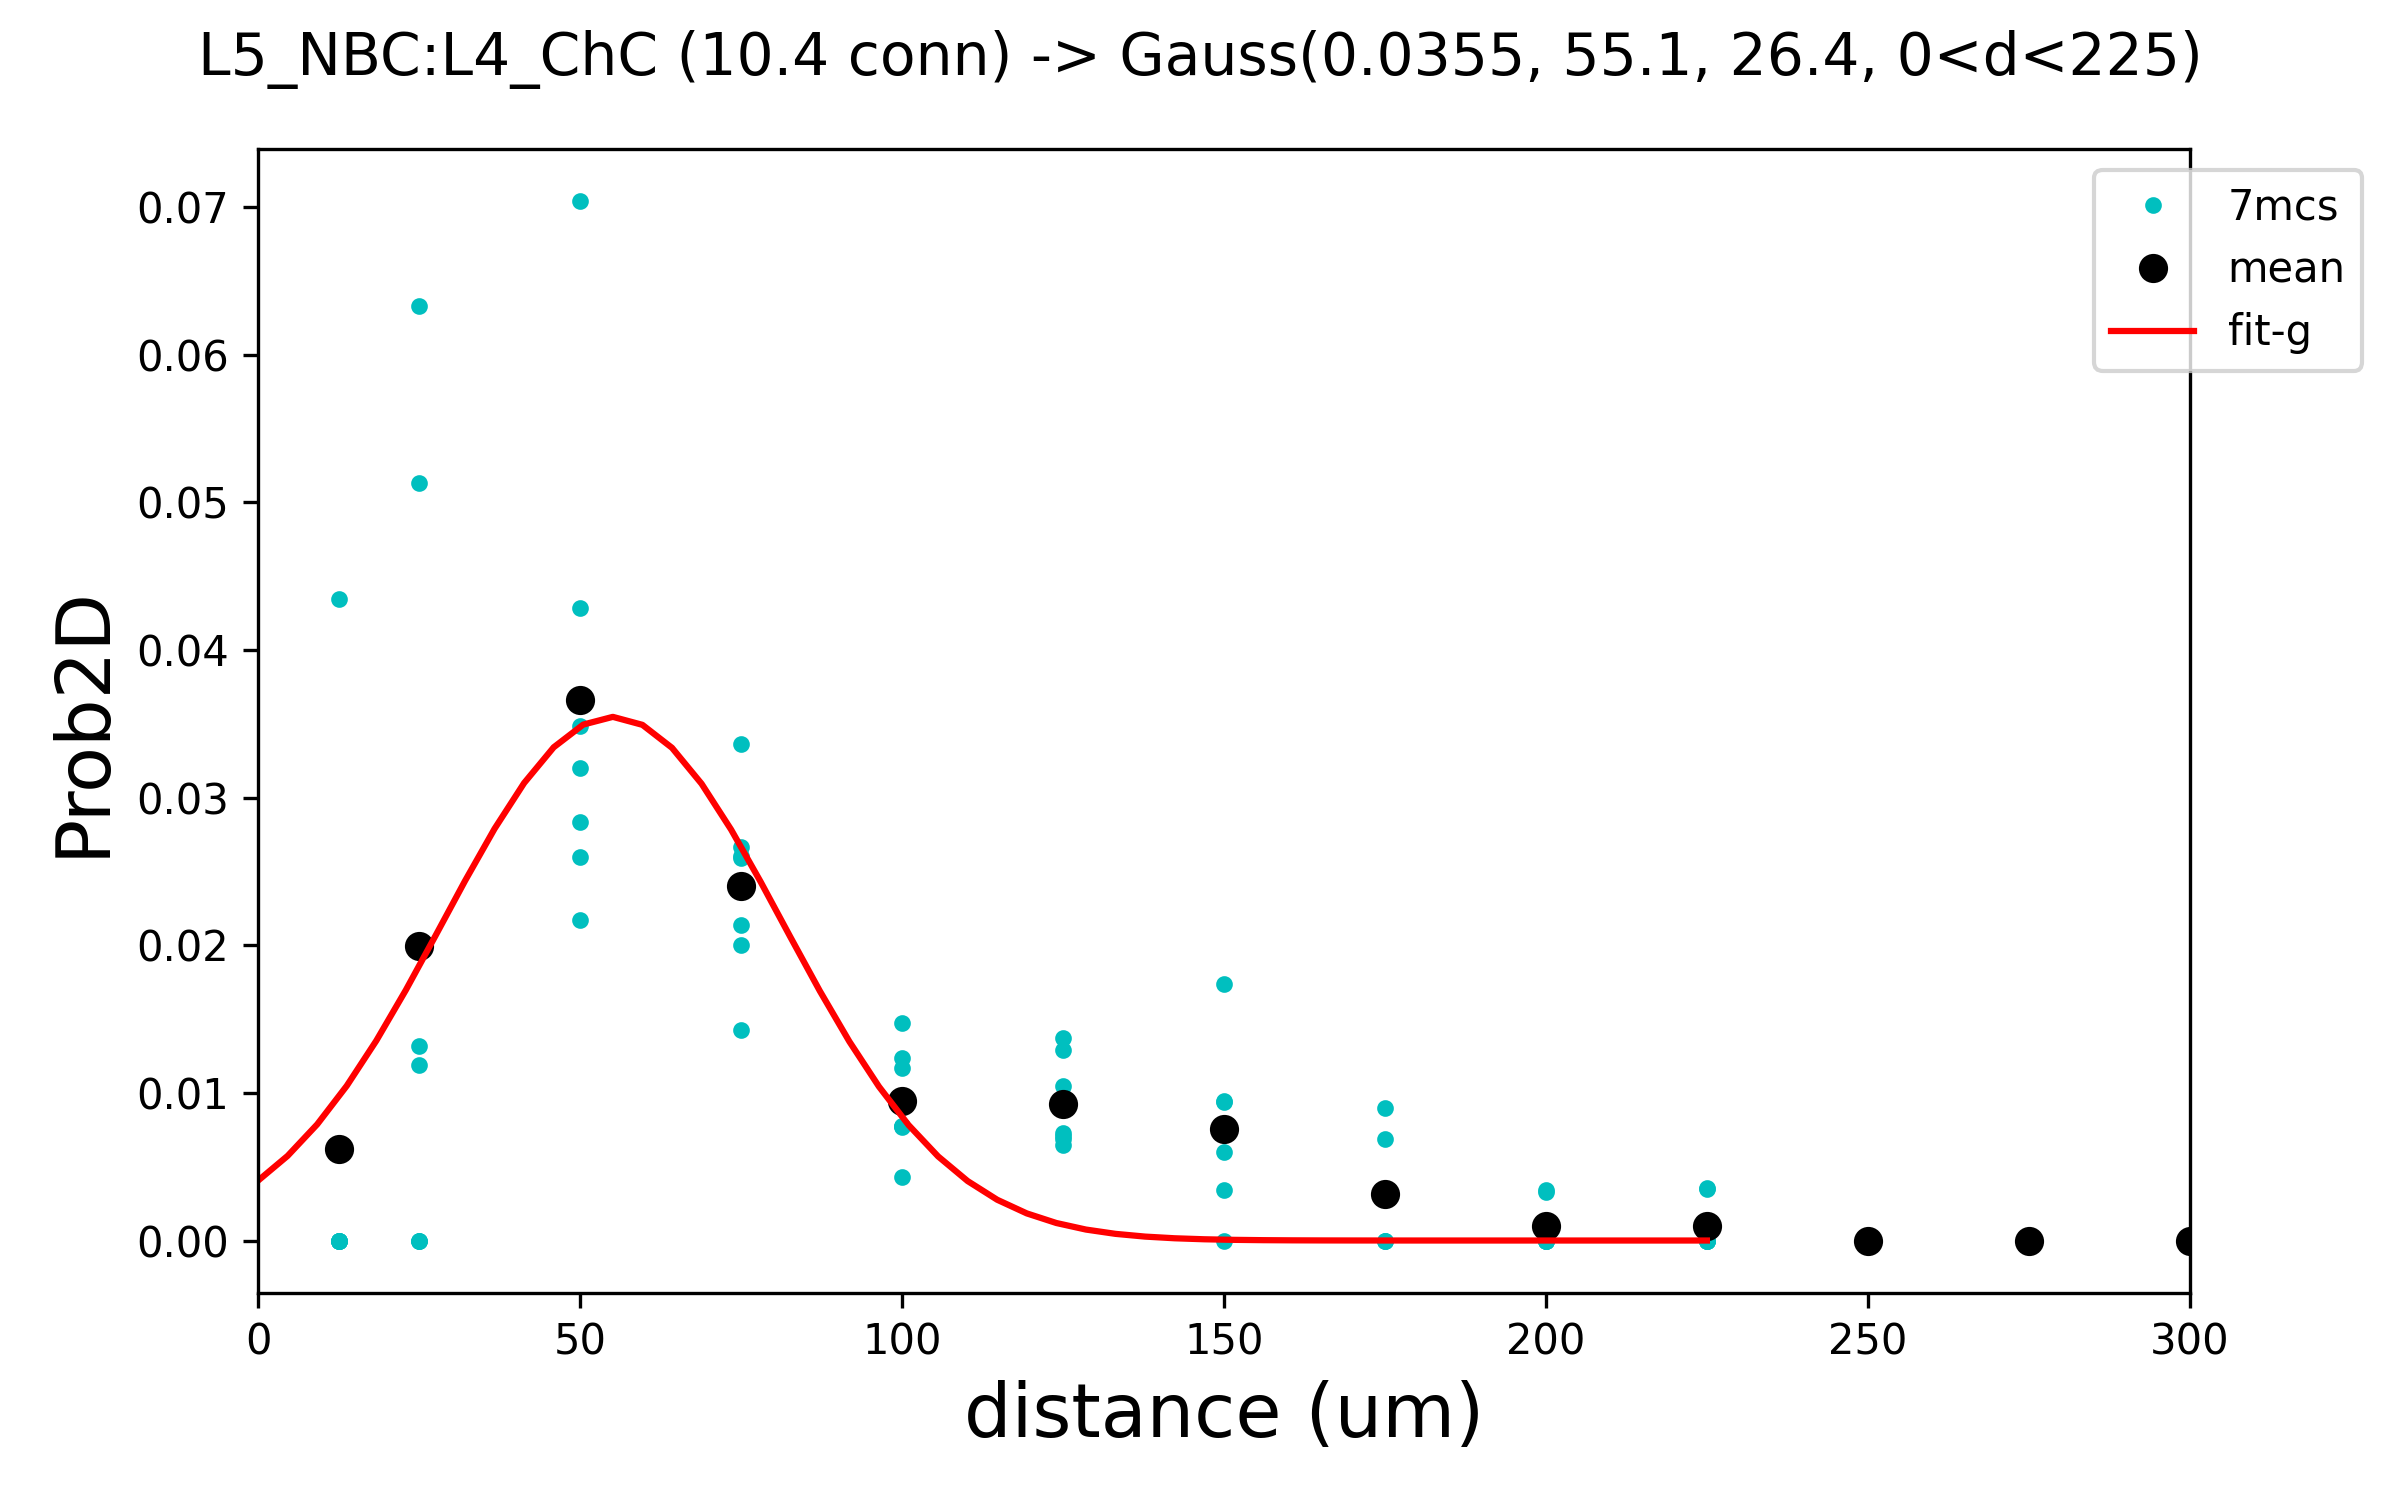 L5_NBC:L4_ChC (10.4 conn) -> Gauss(0.0355, 55.1, 26.4, 0<d<225)
7mcs
mean
fit-g
0.07
0.06
0.05
0.04
0.03
0.02
0.01
0.00
Prob2D
0 50 100 150 200 250 300
distance (um)